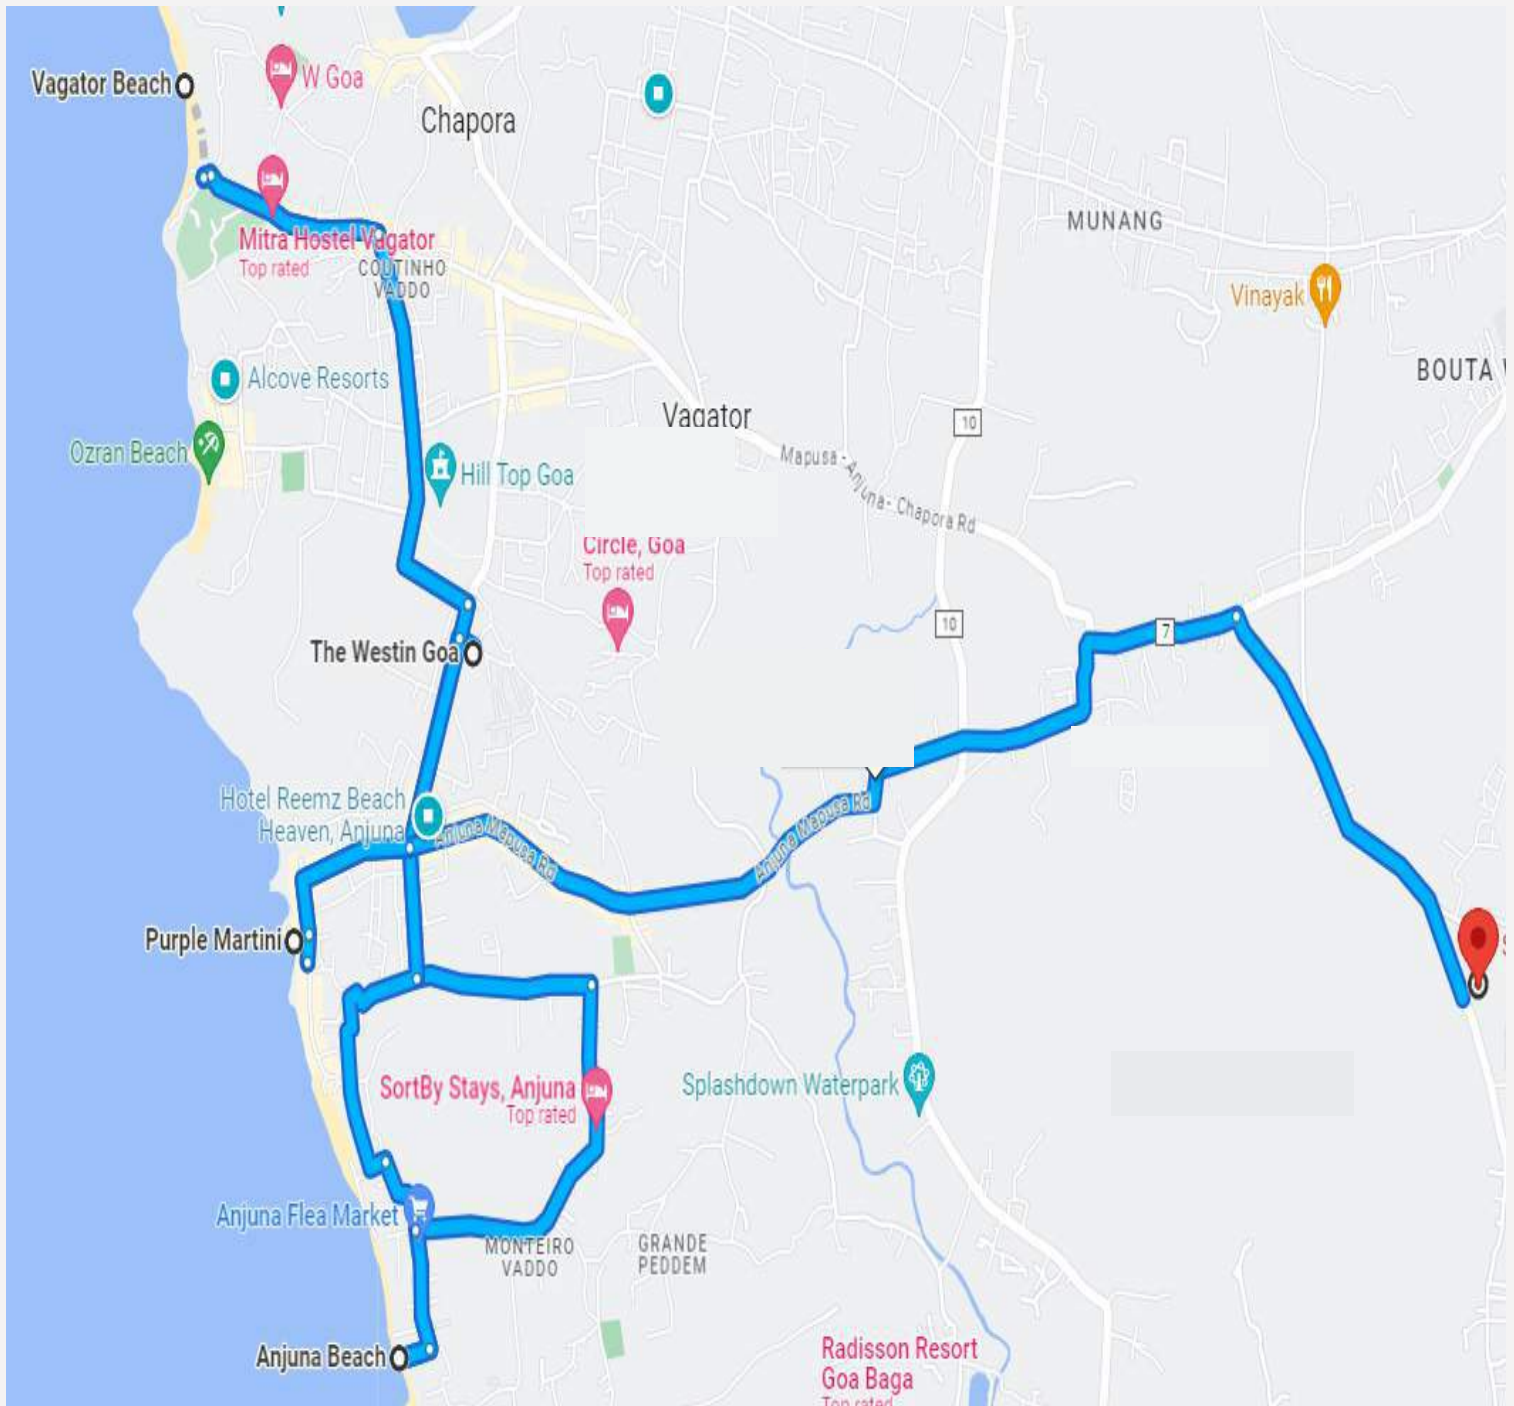 Vagator Beach
W Goa
Chapora
MUNANG
Mitra Hostel Vagator
Top rated
COUTINHO
VADDO
Vinayak
BOUTA
Alcove Resorts
Vagator
10
Ozran Beach
Hill Top Goa
Mapusa - Anjuna - Chapora Rd
Circle, Goa
Top rated
10
7
The Westin Goa
Hotel Reemz Beach
Heaven, Anjuna
Anjuna Mapusa Rd
Anjuna Mapusa Rd
Purple Martini
S
SortBy Stays, Anjuna
Top rated
Splashdown Waterpark
Anjuna Flea Market
MONTEIRO
VADDO
GRANDE
PEDDEM
Anjuna Beach
Radisson Resort
Goa Baga
Top rated